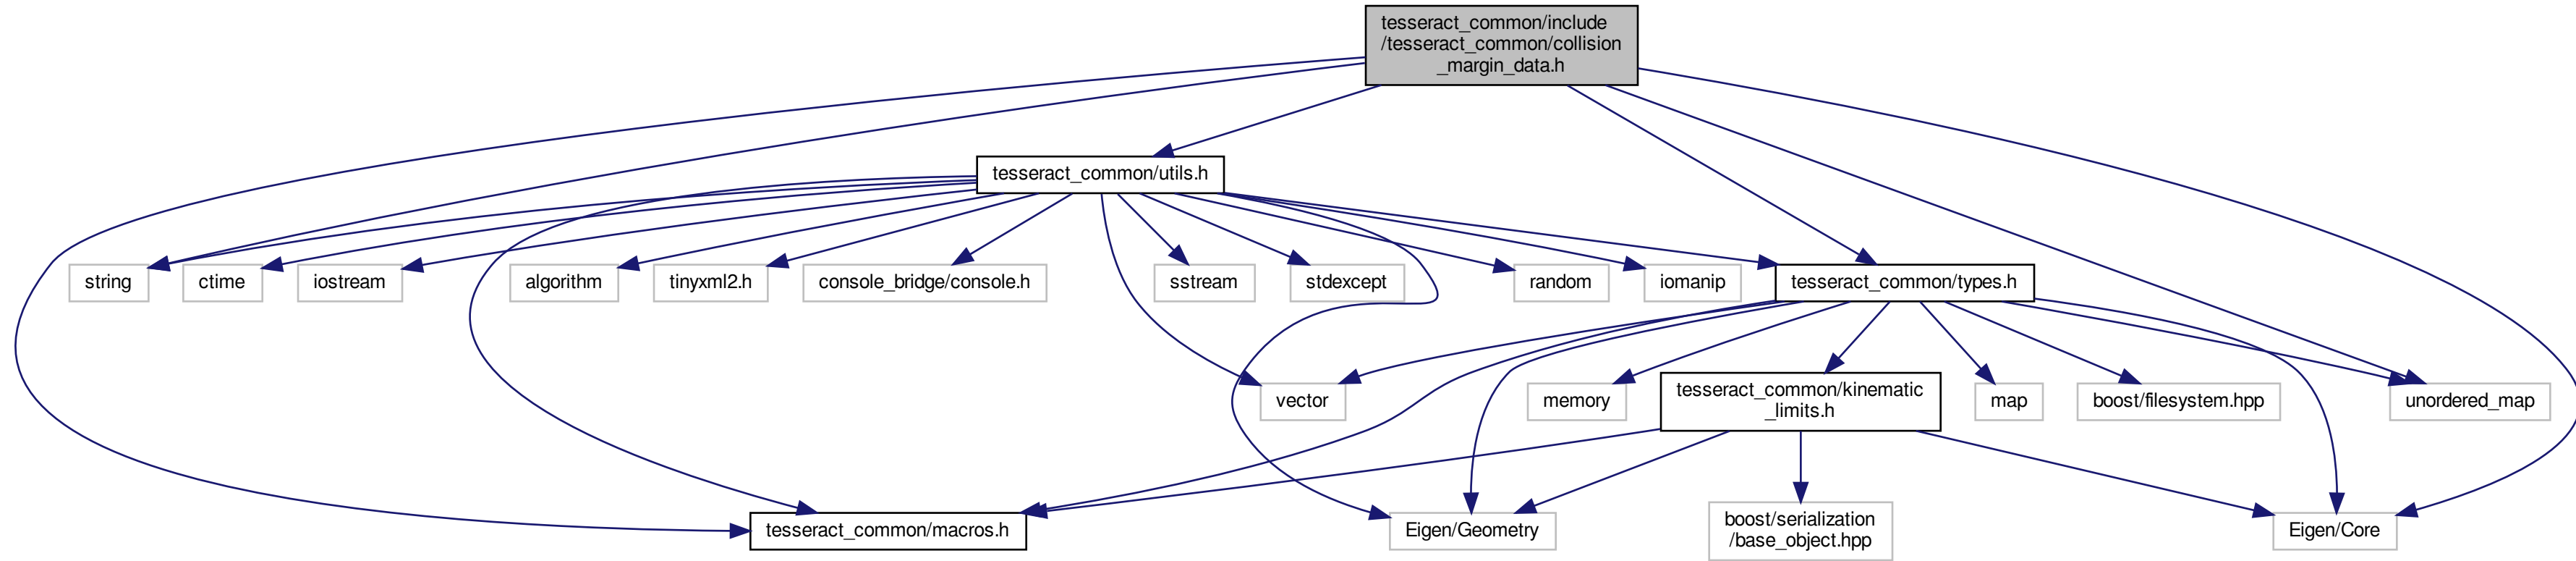 tesseract_common/include
/tesseract_common/collision
_margin_data.h
tesseract_common/utils.h
string
ctime
iostream
algorithm
tinyxml2.h
console_bridge/console.h
sstream
stdexcept
random
iomanip
tesseract_common/types.h
vector
memory
tesseract_common/kinematic
_limits.h
map
boost/filesystem.hpp
unordered_map
tesseract_common/macros.h
Eigen/Geometry
boost/serialization
/base_object.hpp
Eigen/Core